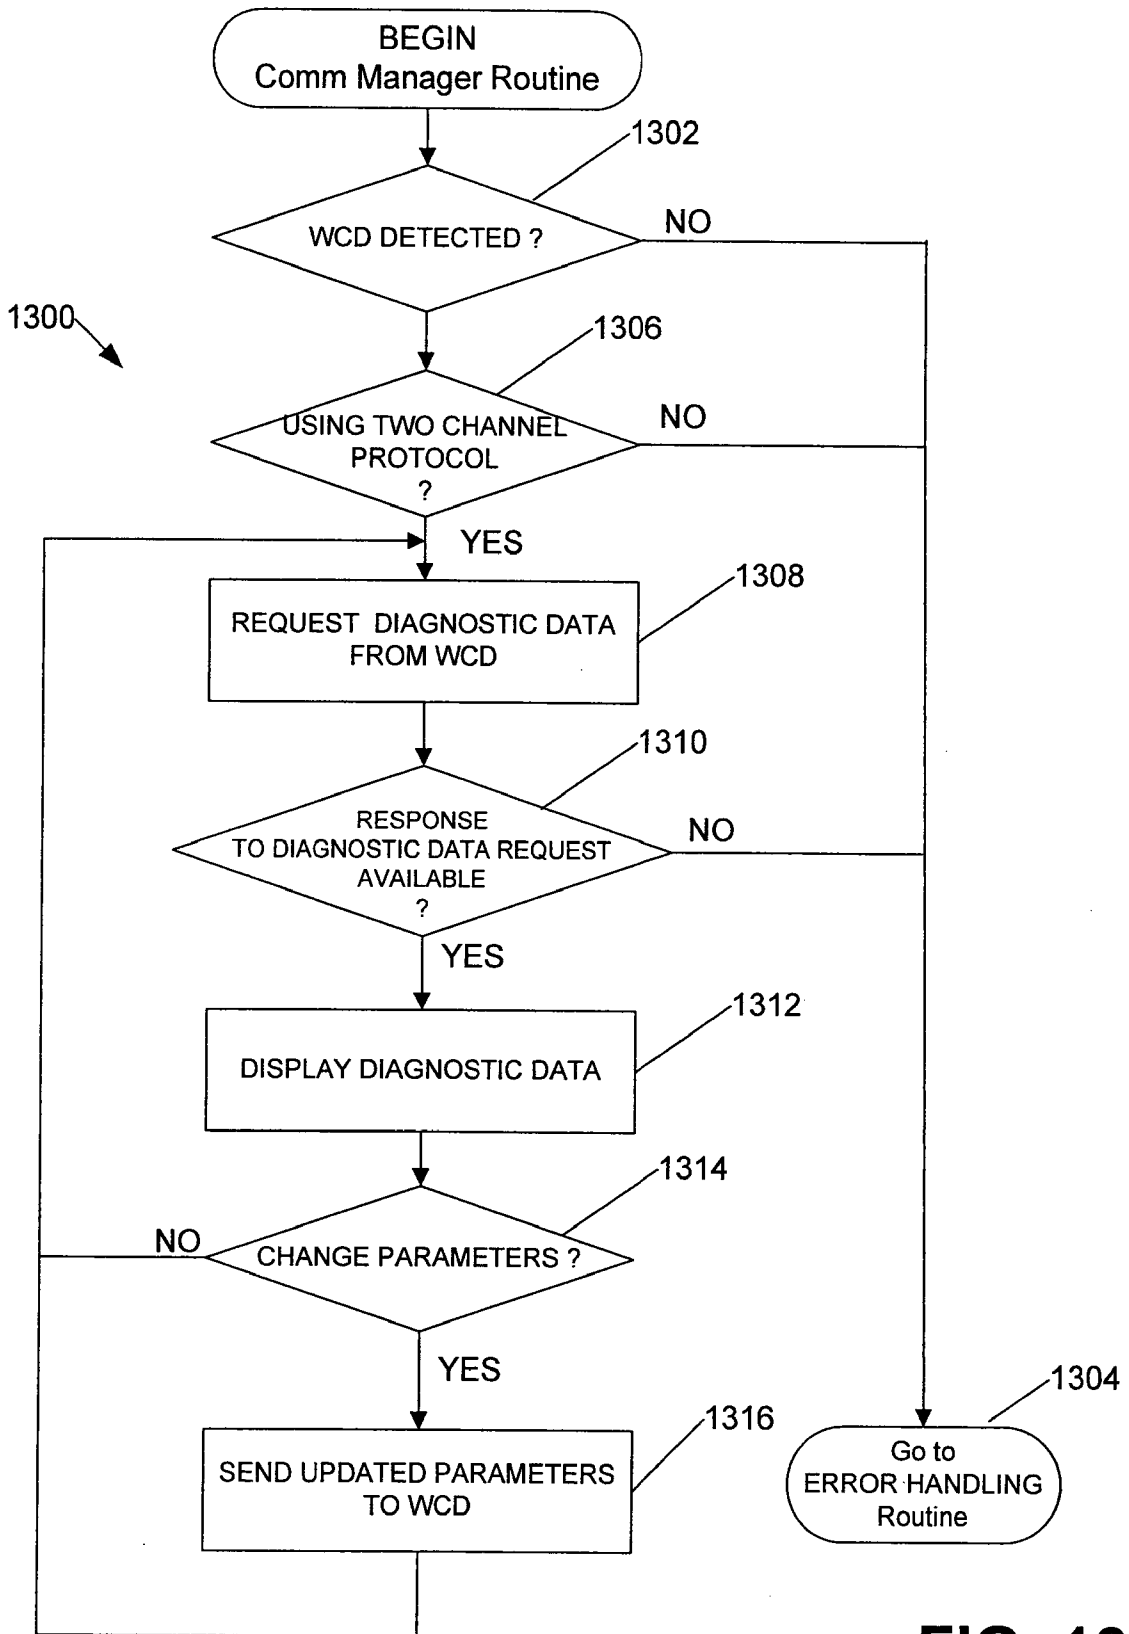 BEGIN
Comm Manager Routine
1302
WCD DETECTED ?
NO
1300
1306
USING TWO CHANNEL
PROTOCOL
?
NO
YES
1308
REQUEST DIAGNOSTIC DATA
FROM WCD
1310
RESPONSE
TO DIAGNOSTIC DATA REQUEST
AVAILABLE
?
NO
YES
1312
DISPLAY DIAGNOSTIC DATA
1314
NO
CHANGE PARAMETERS ?
YES
1304
1316
SEND UPDATED PARAMETERS
TO WCD
Go to
ERROR HANDLING
Routine